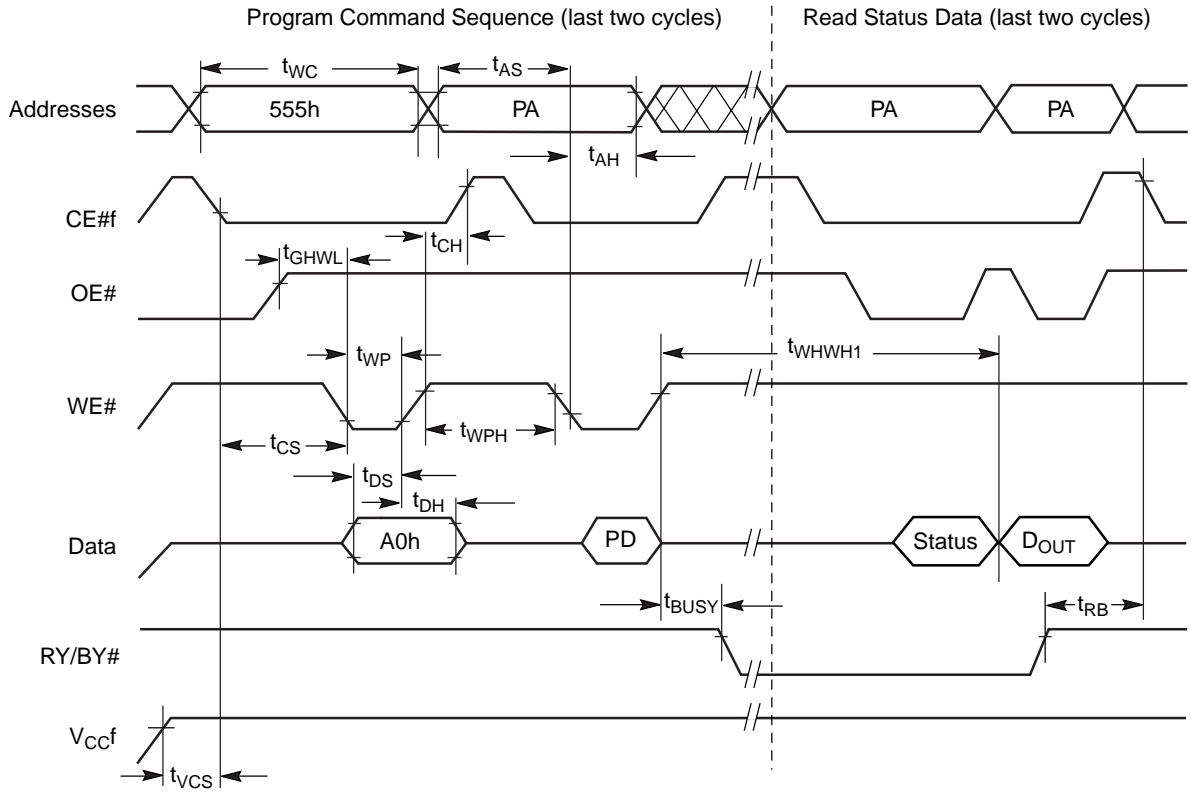 Program Command Sequence (last two cycles) Read Status Data (last two cycles)
tWC tAS
Addresses 555h PA PA PA
tAH
CE#f
tCH
tGHWL
OE#
tWP tWHWH1
WE#
tWPH
tCS
tDS
tDH
Data A0h PD Status DOUT
tBUSY tRB
RY/BY#
VCCf
tVCS